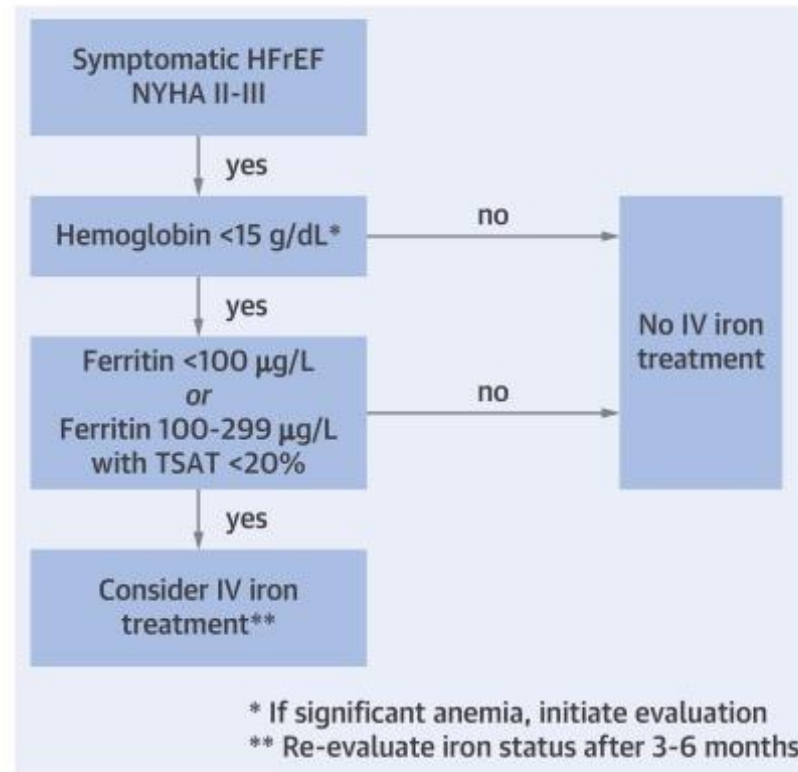 Symptomatic HFrEF
NYHA II-III
yes
Hemoglobin <15 g/dL*
no
yes
Ferritin <100 µg/L
or
Ferritin 100-299 µg/L
with TSAT <20%
no
No IV iron
treatment
yes
Consider IV iron
treatment**
* If significant anemia, initiate evaluation
** Re-evaluate iron status after 3-6 months